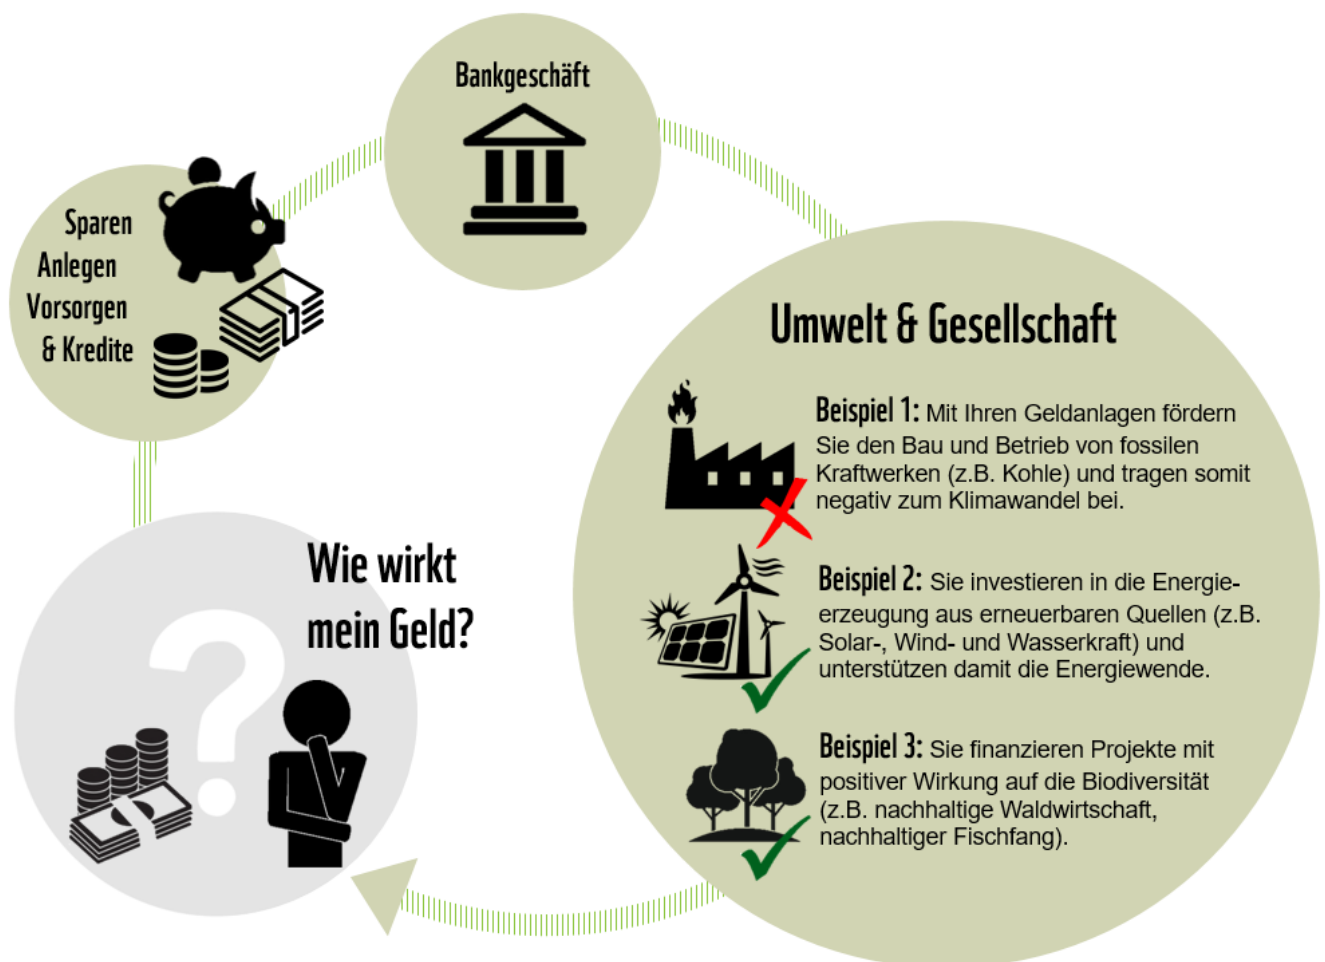 Bankgeschäft
Sparen
Anlegen
Vorsorgen
& Kredite
Umwelt & Gesellschaft
Beispiel 1: Mit Ihren Geldanlagen fördern
Sie den Bau und Betrieb von fossilen
Kraftwerken (z.B. Kohle) und tragen somit
negativ zum Klimawandel bei.
Beispiel 2: Sie investieren in die Energie-
erzeugung aus erneuerbaren Quellen (z.B.
Solar-, Wind- und Wasserkraft) und
unterstützen damit die Energiewende.
Beispiel 3: Sie finanzieren Projekte mit
positiver Wirkung auf die Biodiversität
(z.B. nachhaltige Waldwirtschaft,
nachhaltiger Fischfang).
Wie wirkt
mein Geld?
?